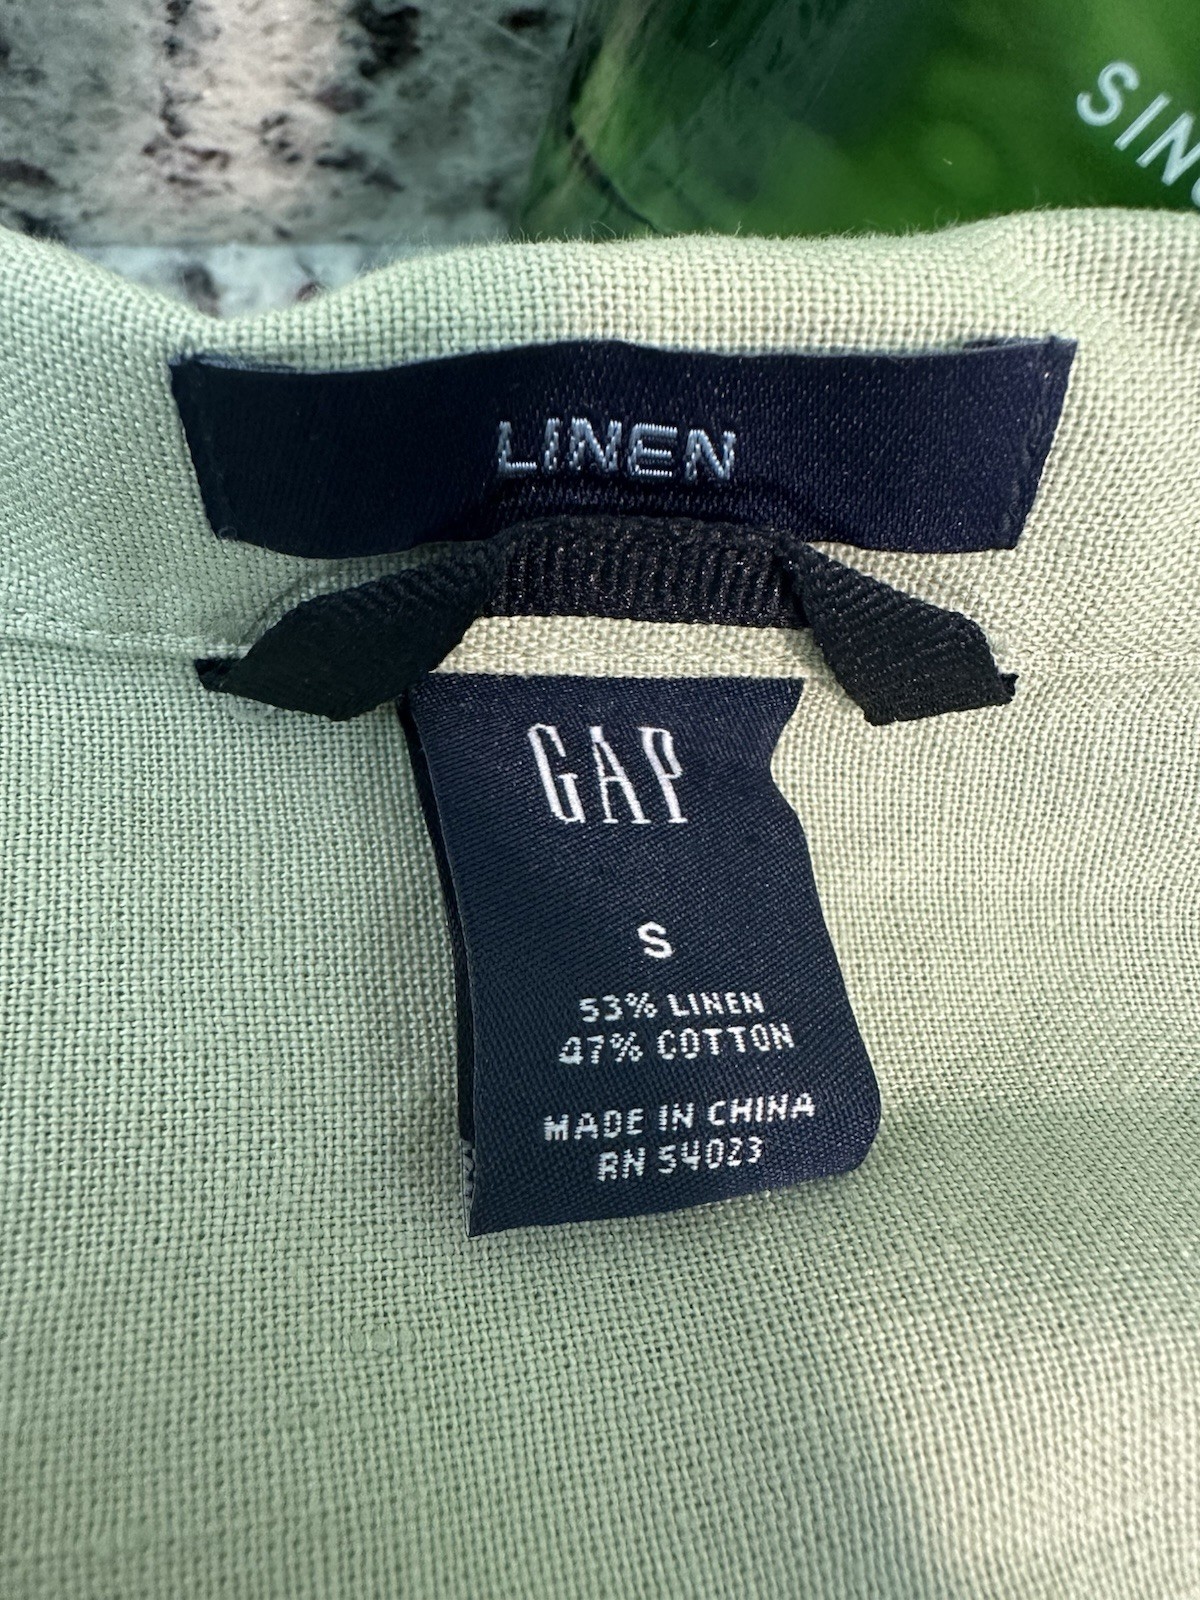 LINEN
GAP
S
53% LINEN
47% COTTON
MADE IN CHINA
RN 54023